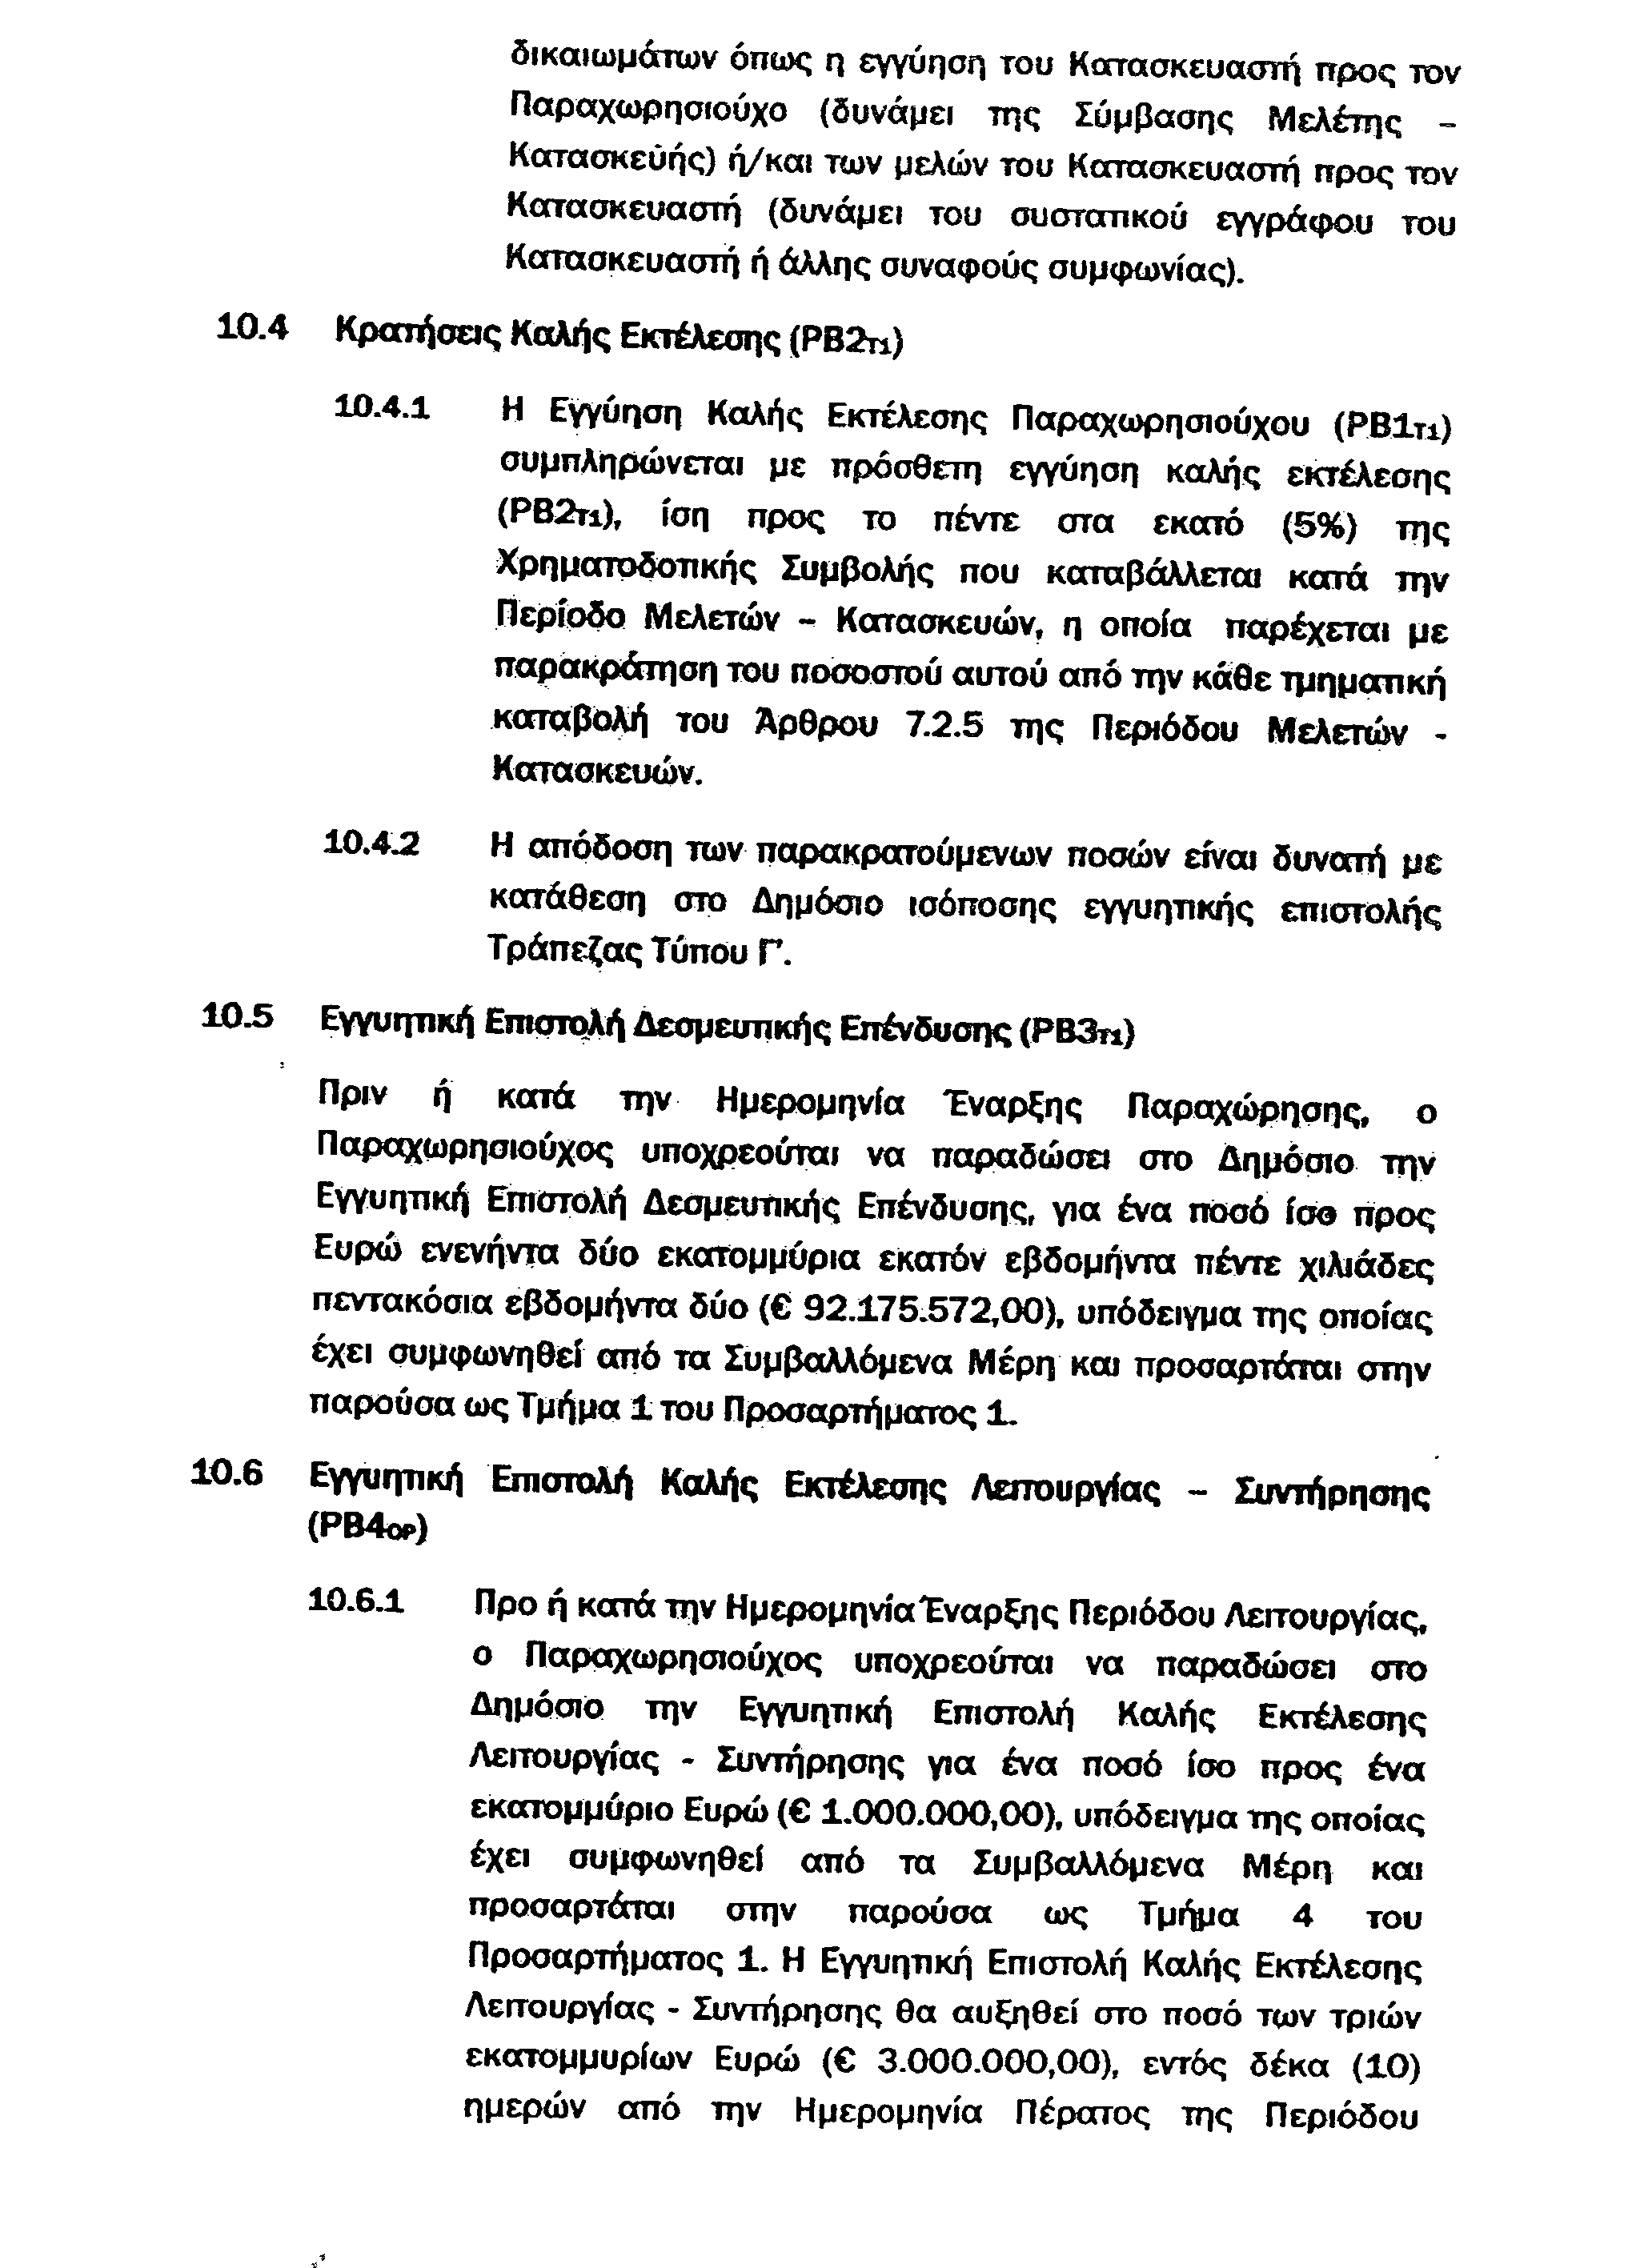 δικαιωμάτων όπως η εγγύηση του Κατασκευαστή προς τον
Παραχωρησιούχο (δυνάμει της Σύμβασης Μελέτης –
Κατασκευής) ή/και των μελών του Κατασκευαστή προς τον
Κατασκευαστή (δυνάμει του συστατικού εγγράφου του
Κατασκευαστή ή άλλης συναφούς συμφωνίας).
10.4 Κρατήσεις Καλής Εκτέλεσης (PB2T1)
10.4.1 Η Εγγύηση Καλής Εκτέλεσης Παραχωρησιούχου (PB1T1)
συμπληρώνεται με πρόσθετη εγγύηση καλής εκτέλεσης
(PB2T1), ίση προς το πέντε στα εκατό (5%) της
Χρηματοδοτικής Συμβολής που καταβάλλεται κατά την
Περίοδο Μελετών – Κατασκευών, η οποία παρέχεται με
παρακράτηση του ποσοστού αυτού από την κάθε τμηματική
καταβολή του Άρθρου 7.2.5 της Περιόδου Μελετών -
Κατασκευών.
10.4.2 Η απόδοση των παρακρατούμενων ποσών είναι δυνατή με
κατάθεση στο Δημόσιο ισόποσης εγγυητικής επιστολής
Τράπεζας Τύπου Γ'.
10.5 Εγγυητική Επιστολή Δεσμευτικής Επένδυσης (PB3T1)
Πριν ή κατά την Ημερομηνία Έναρξης Παραχώρησης, ο
Παραχωρησιούχος υποχρεούται να παραδώσει στο Δημόσιο την
Εγγυητική Επιστολή Δεσμευτικής Επένδυσης, για ένα ποσό ίσο προς
Ευρώ ενενήντα δύο εκατομμύρια εκατόν εβδομήντα πέντε χιλιάδες
πεντακόσια εβδομήντα δύο (€ 92.175.572,00), υπόδειγμα της οποίας
έχει συμφωνηθεί από τα Συμβαλλόμενα Μέρη και προσαρτάται στην
παρούσα ως Τμήμα 1 του Προσαρτήματος 1.
10.6 Εγγυητική Επιστολή Καλής Εκτέλεσης Λειτουργίας – Συντήρησης
(PB4OP)
10.6.1 Προ ή κατά την Ημερομηνία Έναρξης Περιόδου Λειτουργίας,
ο Παραχωρησιούχος υποχρεούται να παραδώσει στο
Δημόσιο την Εγγυητική Επιστολή Καλής Εκτέλεσης
Λειτουργίας - Συντήρησης για ένα ποσό ίσο προς ένα
εκατομμύριο Ευρώ (€ 1.000.000,00), υπόδειγμα της οποίας
έχει συμφωνηθεί από τα Συμβαλλόμενα Μέρη και
προσαρτάται στην παρούσα ως Τμήμα 4 του
Προσαρτήματος 1. Η Εγγυητική Επιστολή Καλής Εκτέλεσης
Λειτουργίας - Συντήρησης θα αυξηθεί στο ποσό των τριών
εκατομμυρίων Ευρώ (€ 3.000.000,00), εντός δέκα (10)
ημερών από την Ημερομηνία Πέρατος της Περιόδου